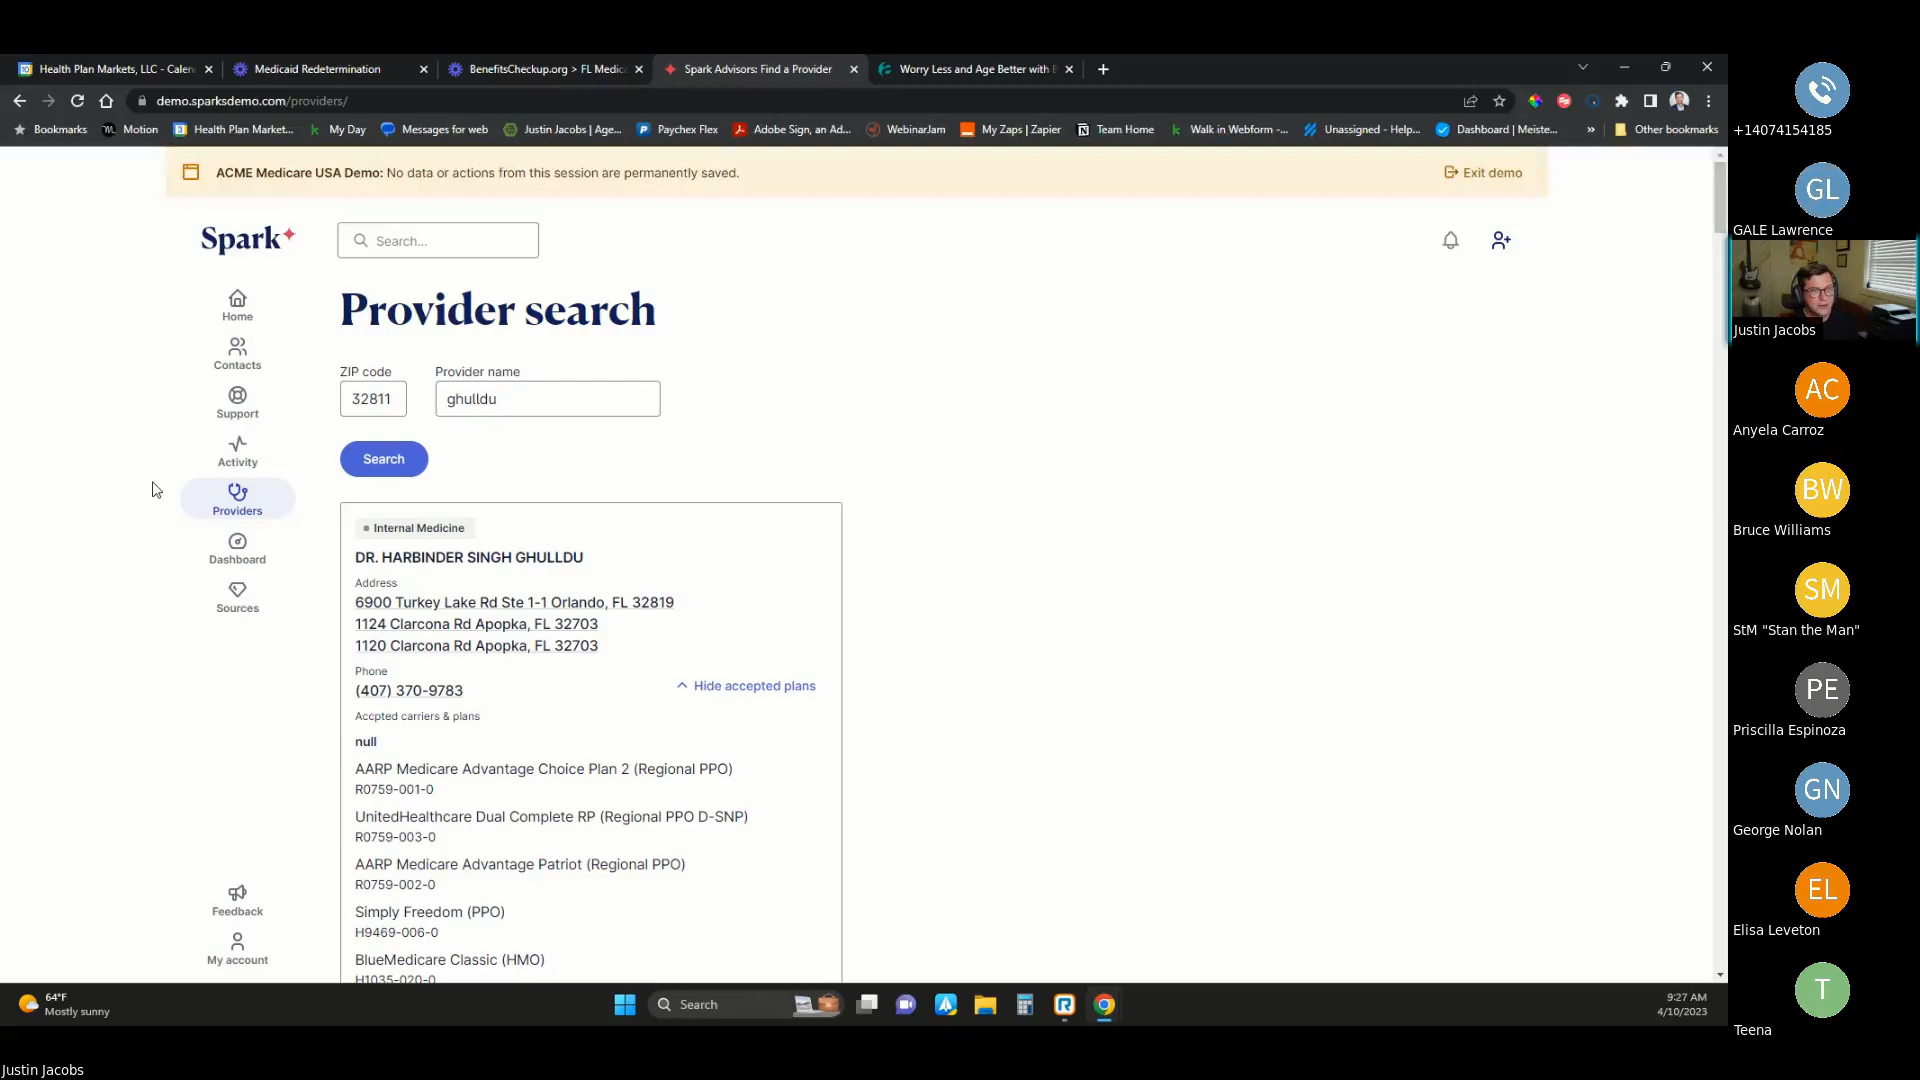 Health Plan Markets, LLC - Calen
Medicaid Redetermination
BenefitsCheckup.org > FL Medic
Spark Advisors: Find a Provider
Worry Less and Age Better with B
demo.sparksdemo.com/providers/
Bookmarks
Motion
Health Plan Market...
My Day
Messages for web
Justin Jacobs | Age...
Paychex Flex
Adobe Sign, an Ad...
WebinarJam
My Zaps | Zapier
Team Home
Walk in Webform -...
Unassigned - Help...
Dashboard | Meiste...
»
Other bookmarks
ACME Medicare USA Demo: No data or actions from this session are permanently saved.
Exit demo
Spark
Search...
Home
Contacts
Support
Activity
Providers
Dashboard
Sources
Feedback
My account
Provider search
ZIP code
Provider name
32811
ghulldu
Search
Internal Medicine
DR. HARBINDER SINGH GHULLDU
Address
6900 Turkey Lake Rd Ste 1-1 Orlando, FL 32819
1124 Clarcona Rd Apopka, FL 32703
1120 Clarcona Rd Apopka, FL 32703
Phone
(407) 370-9783
Hide accepted plans
Accpted carriers & plans
null
AARP Medicare Advantage Choice Plan 2 (Regional PPO)
R0759-001-0
UnitedHealthcare Dual Complete RP (Regional PPO D-SNP)
R0759-003-0
AARP Medicare Advantage Patriot (Regional PPO)
R0759-002-0
Simply Freedom (PPO)
H9469-006-0
BlueMedicare Classic (HMO)
H1035-020-0
64°F
Mostly sunny
Search
9:27 AM
4/10/2023
+14074154185
GL
GALE Lawrence
Justin Jacobs
AC
Anyela Carroz
BW
Bruce Williams
SM
StM "Stan the Man"
PE
Priscilla Espinoza
GN
George Nolan
EL
Elisa Leveton
T
Teena
Justin Jacobs